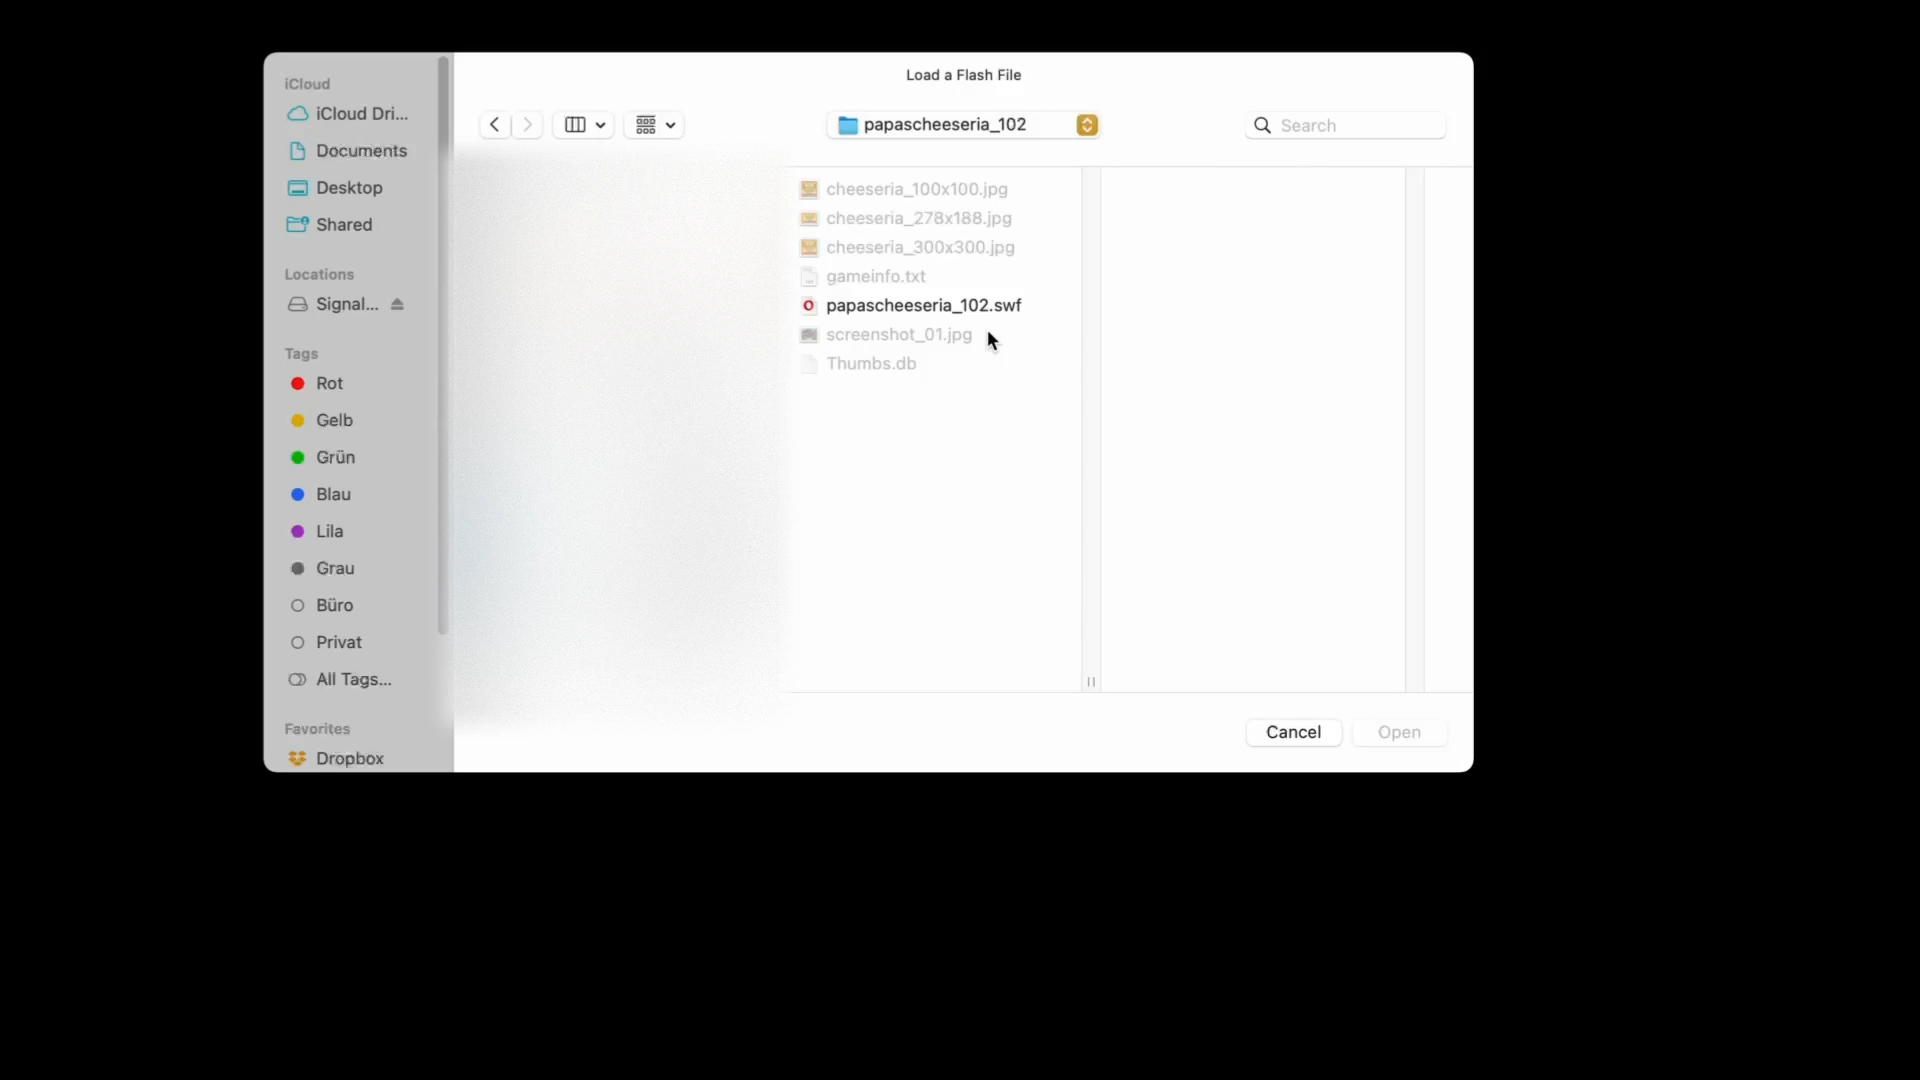 Load a Flash File
iCloud
iCloud Dri...
Documents
Desktop
Shared
Locations
Signal...
Tags
Rot
Gelb
Grün
Blau
Lila
Grau
Büro
Privat
All Tags...
Favorites
Dropbox
papascheeseria_102
Search
cheeseria_100x100.jpg
cheeseria_278x188.jpg
cheeseria_300x300.jpg
gameinfo.txt
papascheeseria_102.swf
screenshot_01.jpg
Thumbs.db
Cancel
Open